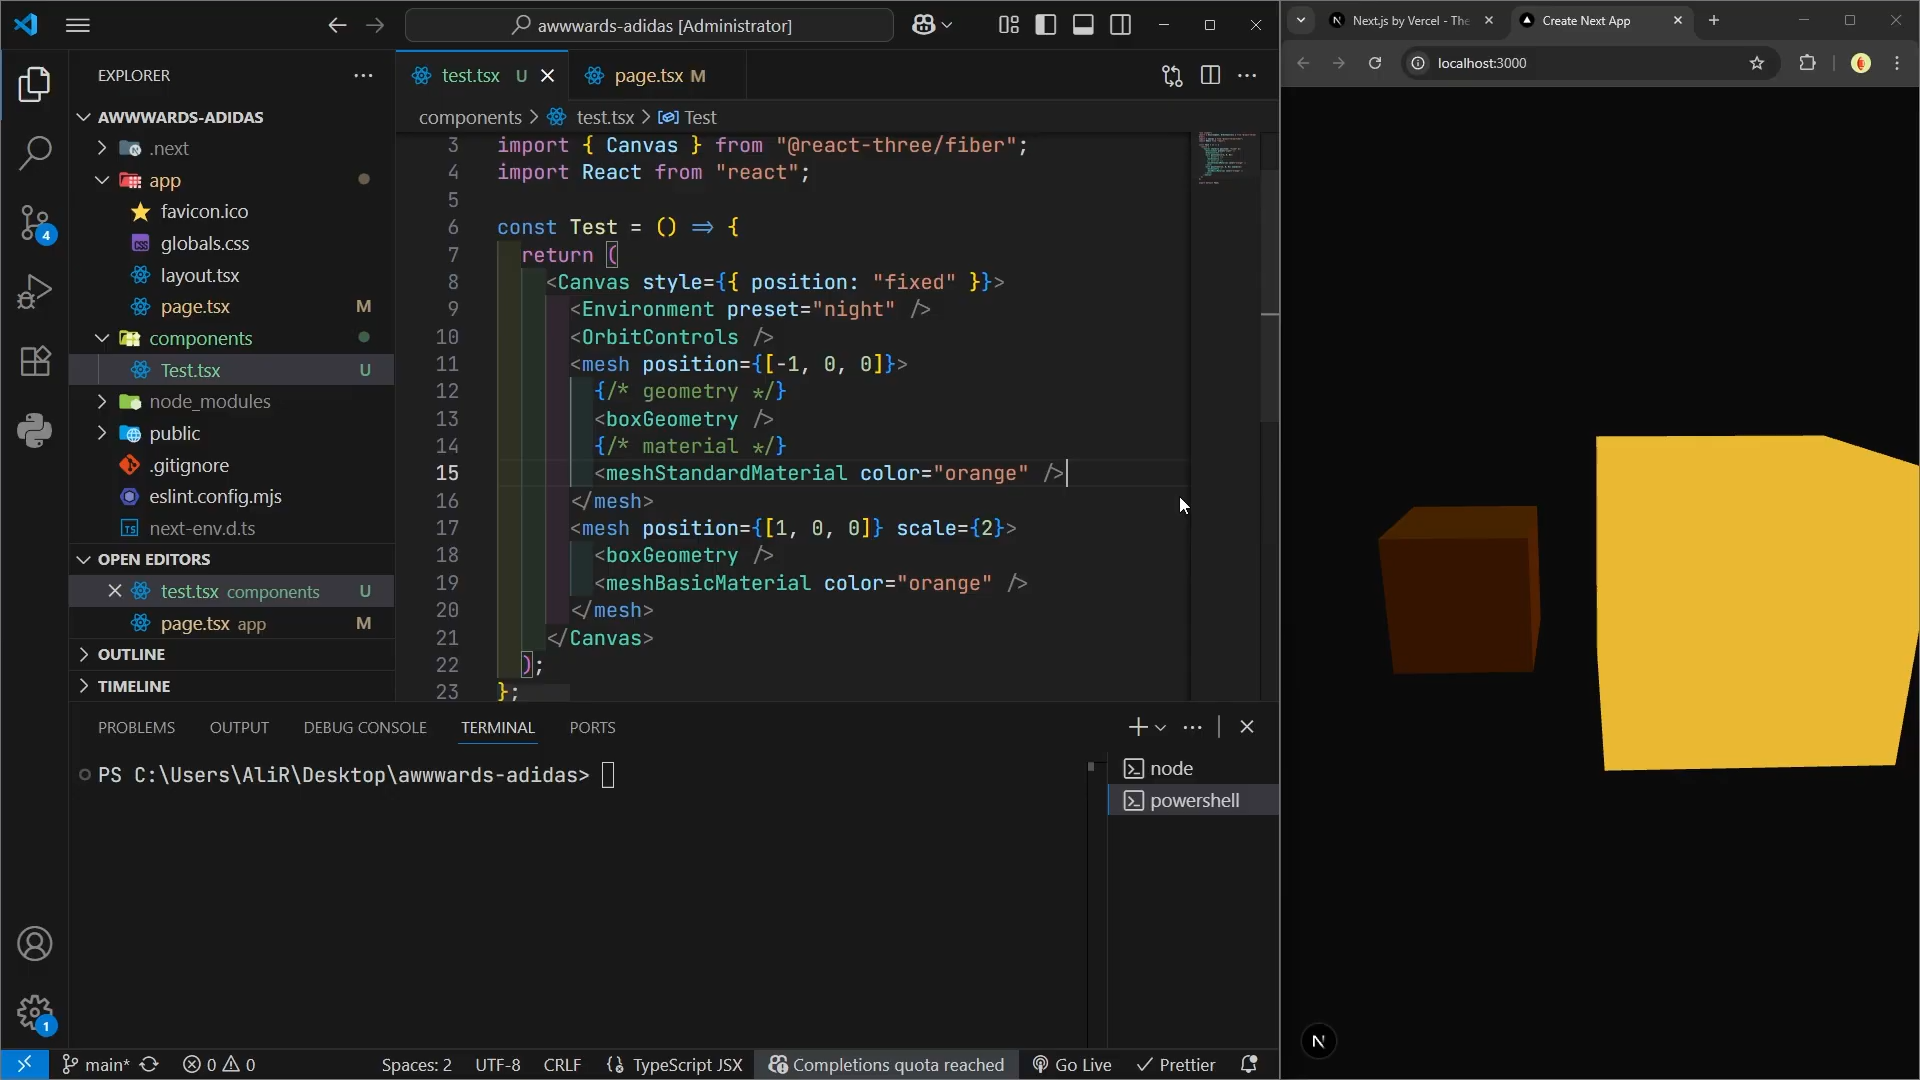 awwwards-adidas [Administrator]
EXPLORER
AWWWARDS-ADIDAS
.next
app
favicon.ico
globals.css
layout.tsx
page.tsx M
components
Test.tsx U
node_modules
public
.gitignore
eslint.config.mjs
next-env.d.ts
OPEN EDITORS
test.tsx components U
page.tsx app M
OUTLINE
TIMELINE
4
1
test.tsx U
page.tsx M
components > test.tsx > Test
3 import { Canvas } from "@react-three/fiber";
4 import React from "react";
5
6 const Test = () => {
7 return (
8 <Canvas style={{ position: "fixed" }}>
9 <Environment preset="night" />
10 <OrbitControls />
11 <mesh position={[-1, 0, 0]}>
12 {/* geometry */}
13 <boxGeometry />
14 {/* material */}
15 <meshStandardMaterial color="orange" />
16 </mesh>
17 <mesh position={[1, 0, 0]} scale={2}>
18 <boxGeometry />
19 <meshBasicMaterial color="orange" />
20 </mesh>
21 </Canvas>
22 );
23 };
PROBLEMS OUTPUT DEBUG CONSOLE TERMINAL PORTS
PS C:\Users\AliR\Desktop\awwwards-adidas>
node
powershell
main* 0 0 Spaces: 2 UTF-8 CRLF {} TypeScript JSX Completions quota reached Go Live Prettier
Next.js by Vercel - The
Create Next App
localhost:3000
N